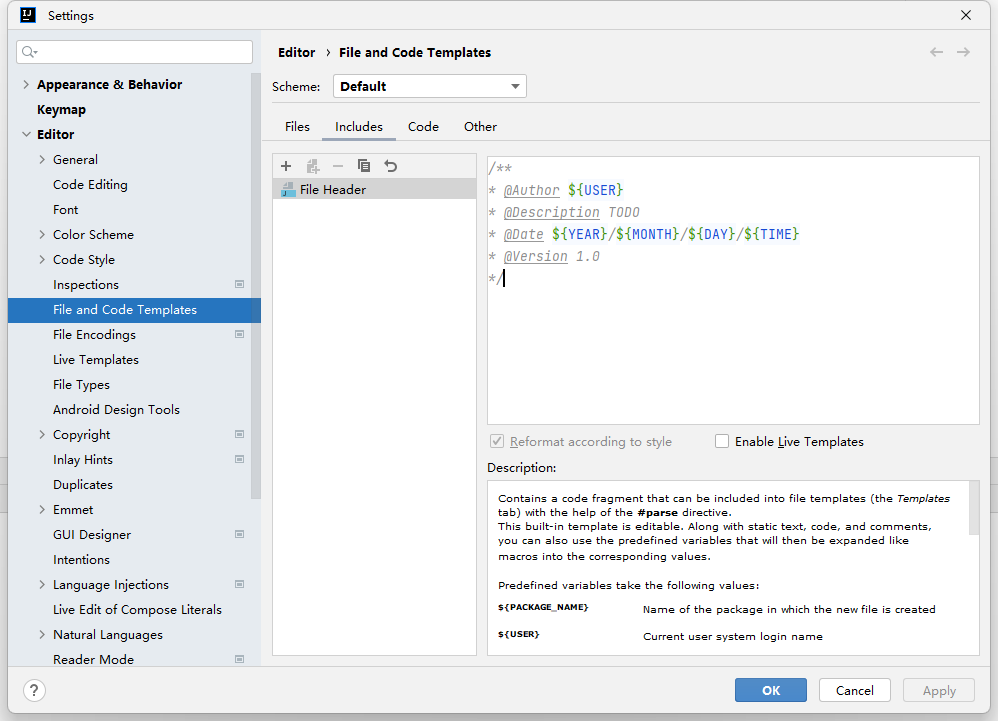 Settings
Appearance & Behavior
Keymap
Editor
General
Code Editing
Font
Color Scheme
Code Style
Inspections
File and Code Templates
File Encodings
Live Templates
File Types
Android Design Tools
Copyright
Inlay Hints
Duplicates
Emmet
GUI Designer
Intentions
Language Injections
Live Edit of Compose Literals
Natural Languages
Reader Mode
Editor › File and Code Templates
Scheme: Default
Files Includes Code Other
File Header
/**
* @Author ${USER}
* @Description TODO
* @Date ${YEAR}/${MONTH}/${DAY}/${TIME}
* @Version 1.0
*/
Reformat according to style Enable Live Templates
Description:
Contains a code fragment that can be included into file templates (the Templates
tab) with the help of the #parse directive.
This built-in template is editable. Along with static text, code, and comments,
you can also use the predefined variables that will then be expanded like
macros into the corresponding values.
Predefined variables take the following values:
${PACKAGE_NAME} Name of the package in which the new file is created
${USER} Current user system login name
? OK Cancel Apply